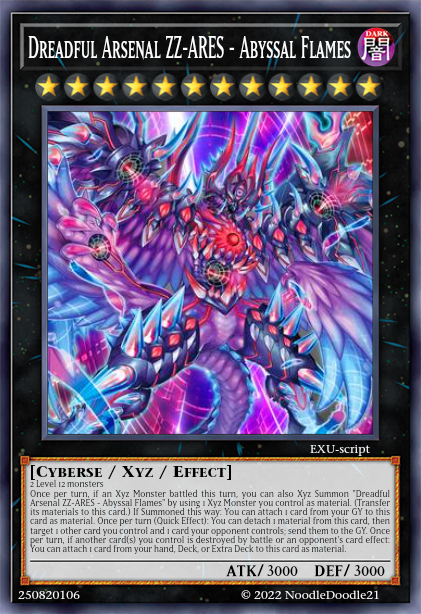 DREADFUL ARSENAL ZZ-ARES - ABYSSAL FLAMES
DARK
闇
EXU-script
[CYBERSE / XYZ / EFFECT]
2 Level 12 monsters
Once per turn, if an Xyz Monster battled this turn, you can also Xyz Summon "Dreadful
Arsenal ZZ-ARES - Abyssal Flames" by using 1 Xyz Monster you control as material. (Transfer
its materials to this card.) If Summoned this way: You can attach 1 card from your GY to this
card as material. Once per turn (Quick Effect): You can detach 1 material from this card, then
target 1 other card you control and 1 card your opponent controls; send them to the GY. Once
per turn, if another card(s) you control is destroyed by battle or an opponent's card effect:
You can attach 1 card from your hand, Deck, or Extra Deck to this card as material.
ATK/ 3000 DEF/ 3000
250820106
© 2022 NoodleDoodle21